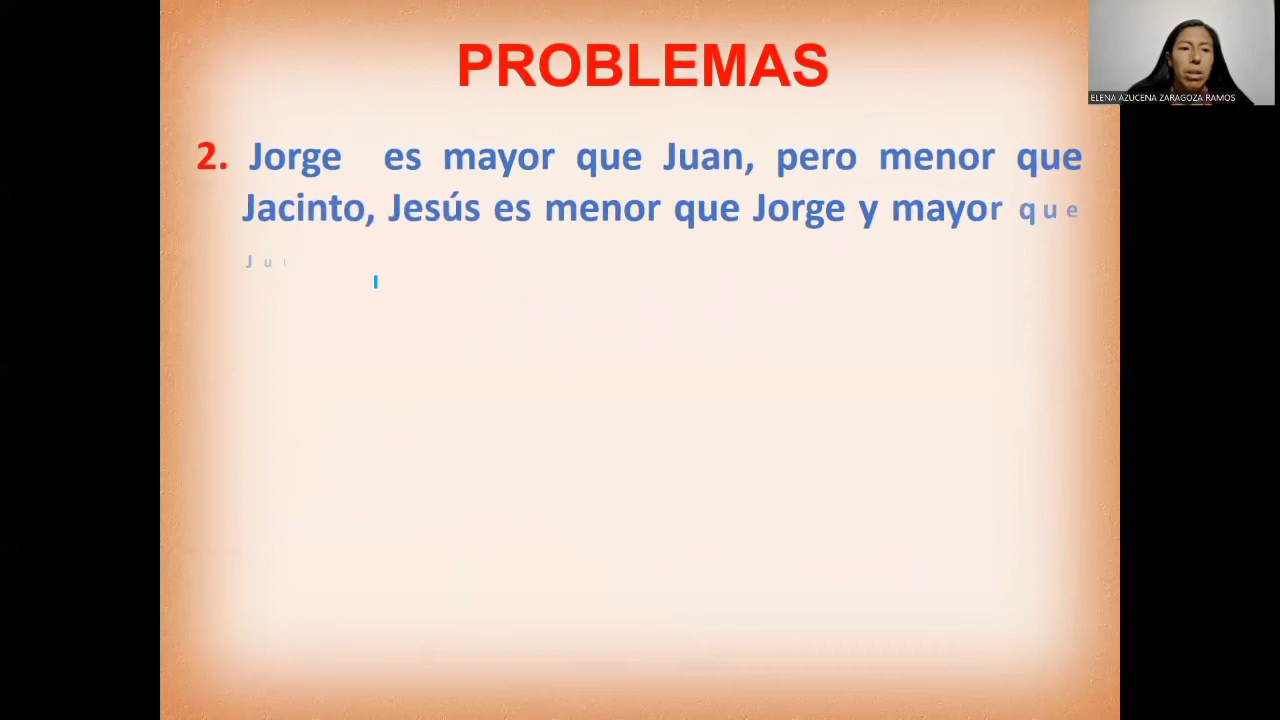 PROBLEMAS
ELENA AZUCENA ZARAGOZA RAMOS
2. Jorge es mayor que Juan, pero menor que
Jacinto, Jesús es menor que Jorge y mayor que